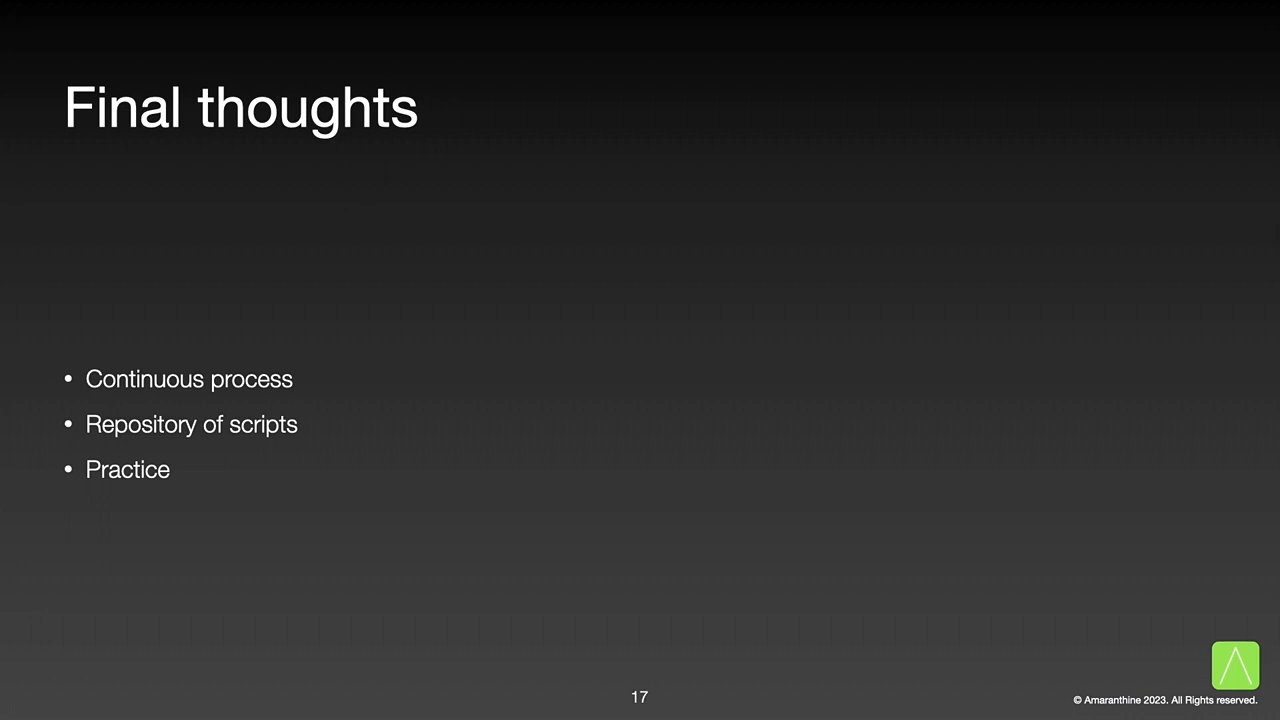 Final thoughts
• Continuous process
• Repository of scripts
• Practice
17
© Amaranthine 2023. All Rights reserved.